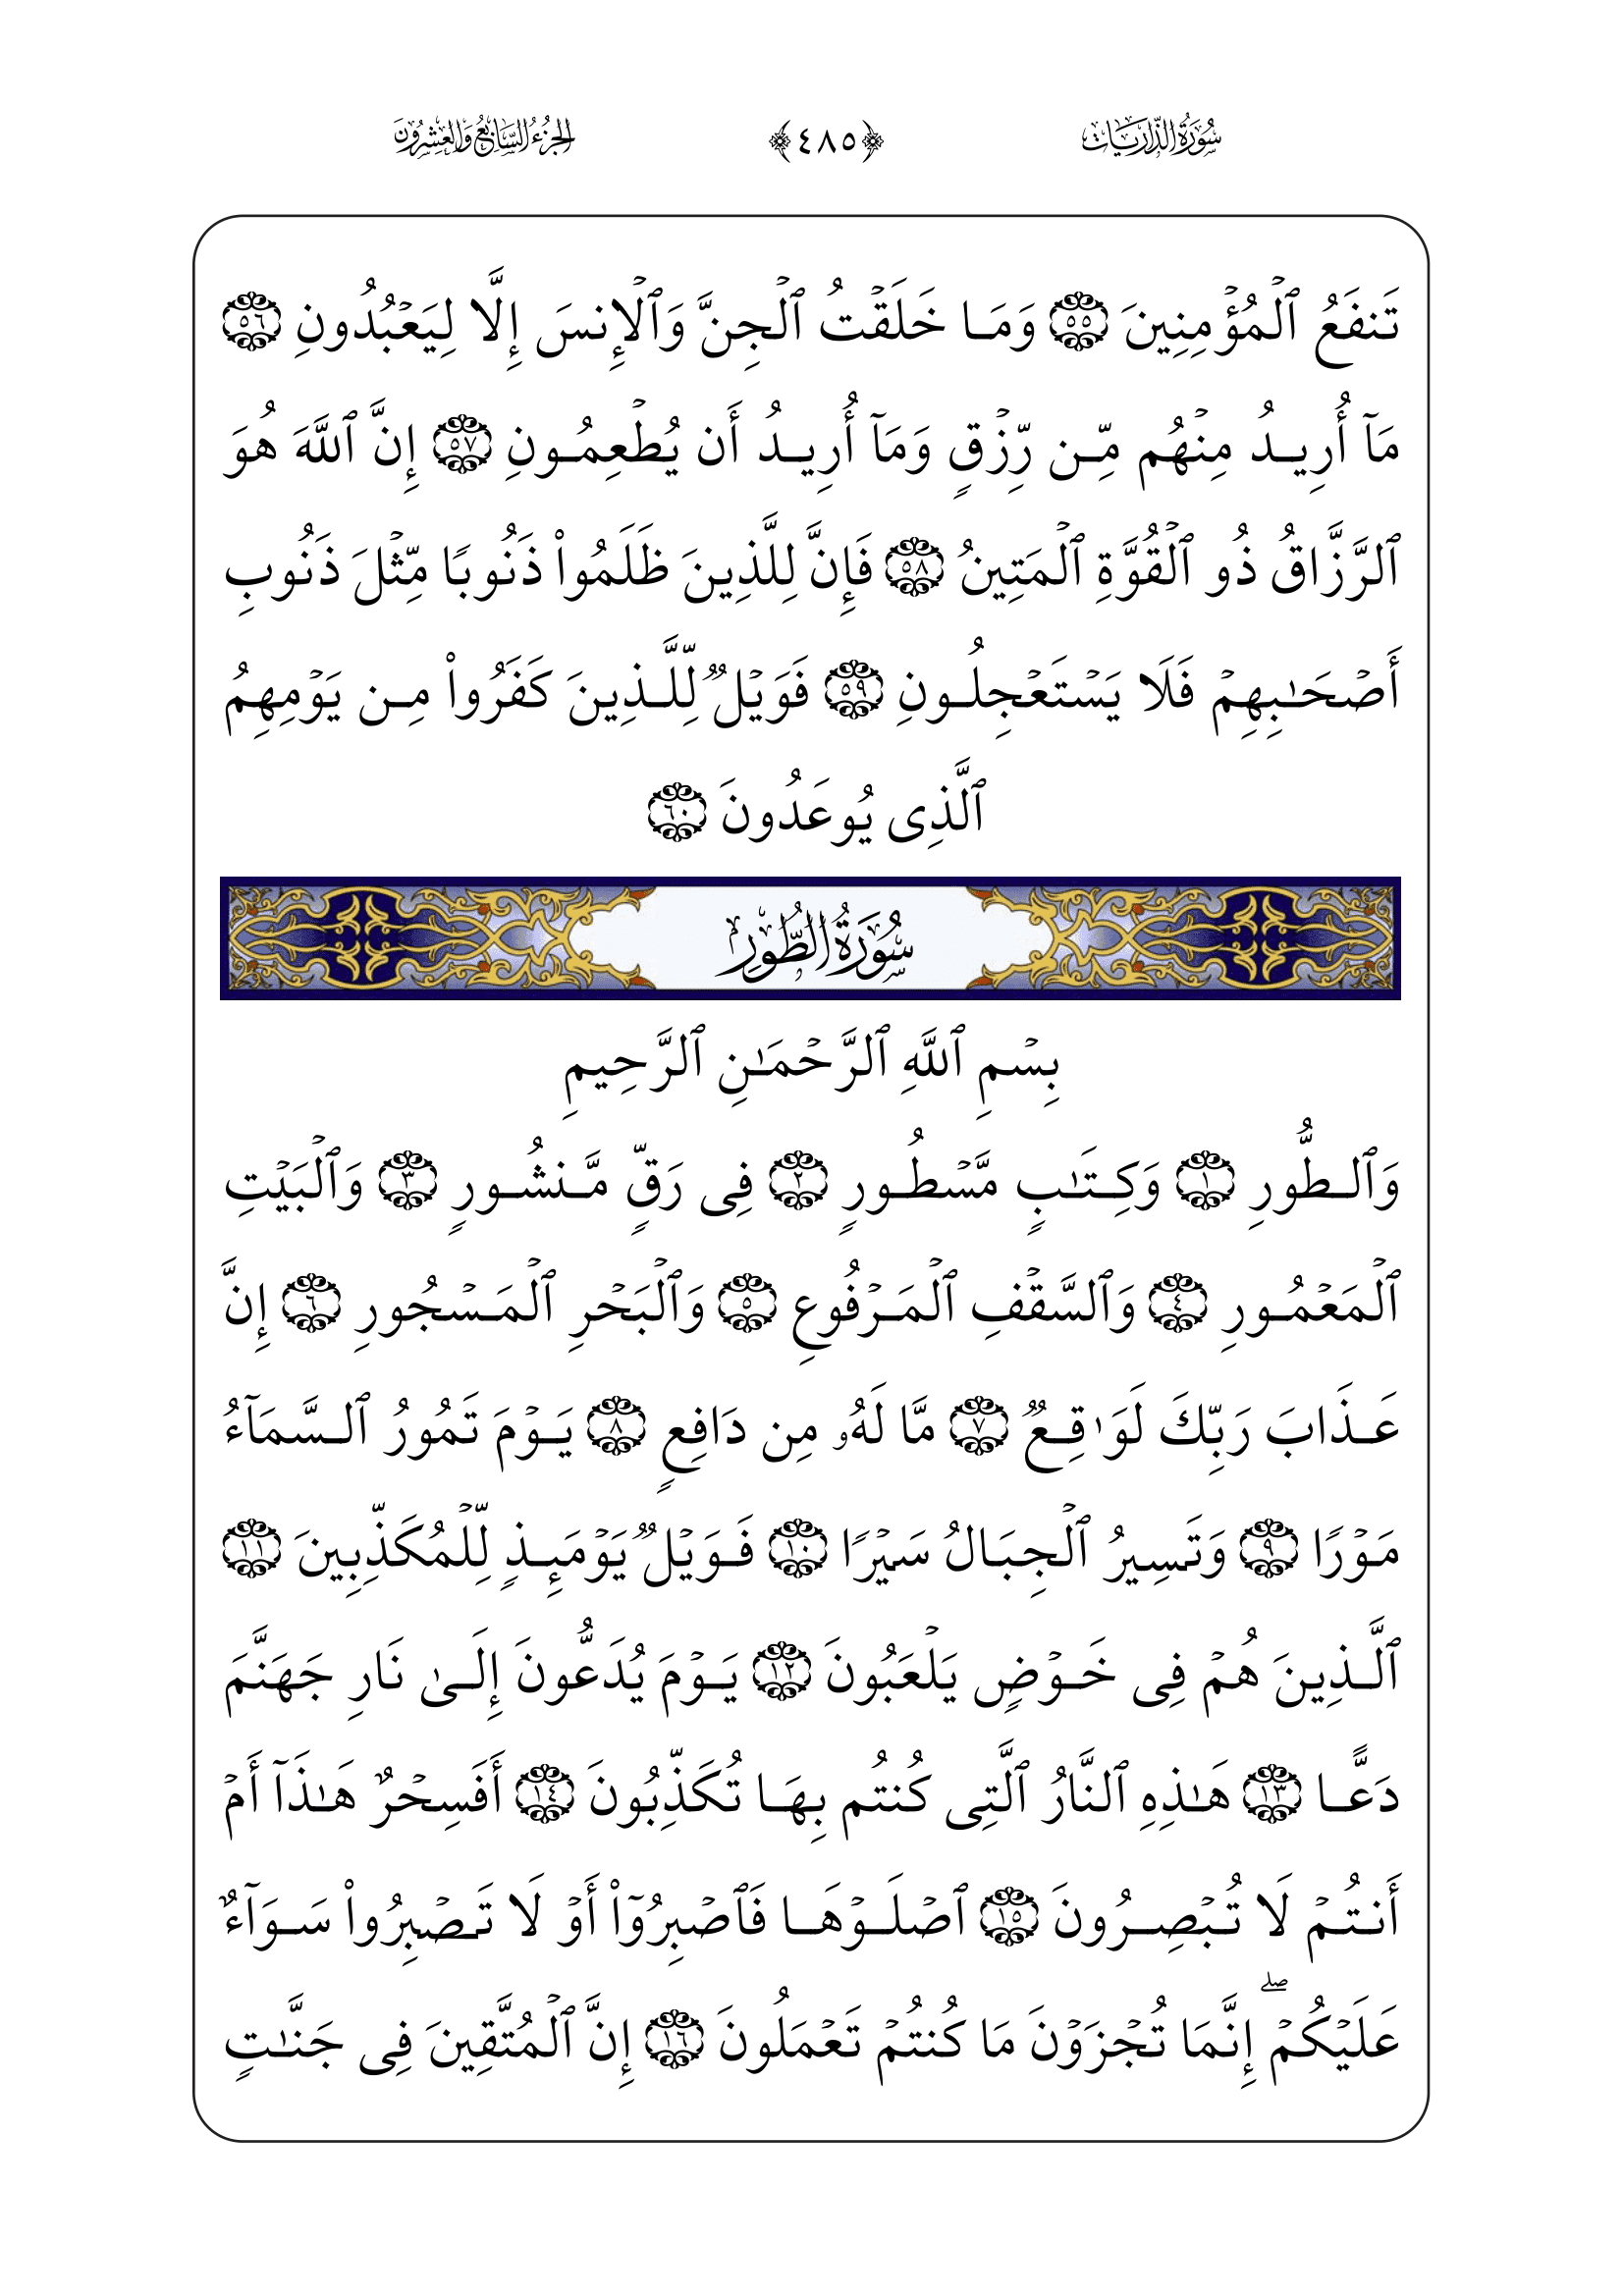 سُورَةُ الذَّارِيَاتِ ﴿٤٨٥﴾ الجُزْءُ السَّابِعُ وَالعِشْرُونَ
تَنفَعُ ٱلْمُؤْمِنِينَ ٥٥ وَمَا خَلَقْتُ ٱلْجِنَّ وَٱلْإِنسَ إِلَّا لِيَعْبُدُونِ ٥٦
مَآ أُرِيدُ مِنْهُم مِّن رِّزْقٍ وَمَآ أُرِيدُ أَن يُطْعِمُونِ ٥٧ إِنَّ ٱللَّهَ هُوَ
ٱلرَّزَّاقُ ذُو ٱلْقُوَّةِ ٱلْمَتِينُ ٥٨ فَإِنَّ لِلَّذِينَ ظَلَمُوا۟ ذَنُوبًا مِّثْلَ ذَنُوبِ
أَصْحَـٰبِهِمْ فَلَا يَسْتَعْجِلُونِ ٥٩ فَوَيْلٌ لِّلَّذِينَ كَفَرُوا۟ مِن يَوْمِهِمُ
ٱلَّذِى يُوعَدُونَ ٦٠
سُورَةُ الطُّورِ
بِسْمِ ٱللَّهِ ٱلرَّحْمَـٰنِ ٱلرَّحِيمِ
وَٱلطُّورِ ١ وَكِتَـٰبٍ مَّسْطُورٍ ٢ فِى رَقٍّ مَّنشُورٍ ٣ وَٱلْبَيْتِ
ٱلْمَعْمُورِ ٤ وَٱلسَّقْفِ ٱلْمَرْفُوعِ ٥ وَٱلْبَحْرِ ٱلْمَسْجُورِ ٦ إِنَّ
عَذَابَ رَبِّكَ لَوَٰقِعٌ ٧ مَّا لَهُۥ مِن دَافِعٍ ٨ يَوْمَ تَمُورُ ٱلسَّمَآءُ
مَوْرًا ٩ وَتَسِيرُ ٱلْجِبَالُ سَيْرًا ١٠ فَوَيْلٌ يَوْمَئِذٍ لِّلْمُكَذِّبِينَ ١١
ٱلَّذِينَ هُمْ فِى خَوْضٍ يَلْعَبُونَ ١٢ يَوْمَ يُدَعُّونَ إِلَىٰ نَارِ جَهَنَّمَ
دَعًّا ١٣ هَـٰذِهِ ٱلنَّارُ ٱلَّتِى كُنتُم بِهَا تُكَذِّبُونَ ١٤ أَفَسِحْرٌ هَـٰذَآ أَمْ
أَنتُمْ لَا تُبْصِرُونَ ١٥ ٱصْلَوْهَا فَٱصْبِرُوٓا۟ أَوْ لَا تَصْبِرُوا۟ سَوَآءٌ
عَلَيْكُمْ ۖ إِنَّمَا تُجْزَوْنَ مَا كُنتُمْ تَعْمَلُونَ ١٦ إِنَّ ٱلْمُتَّقِينَ فِى جَنَّـٰتٍ